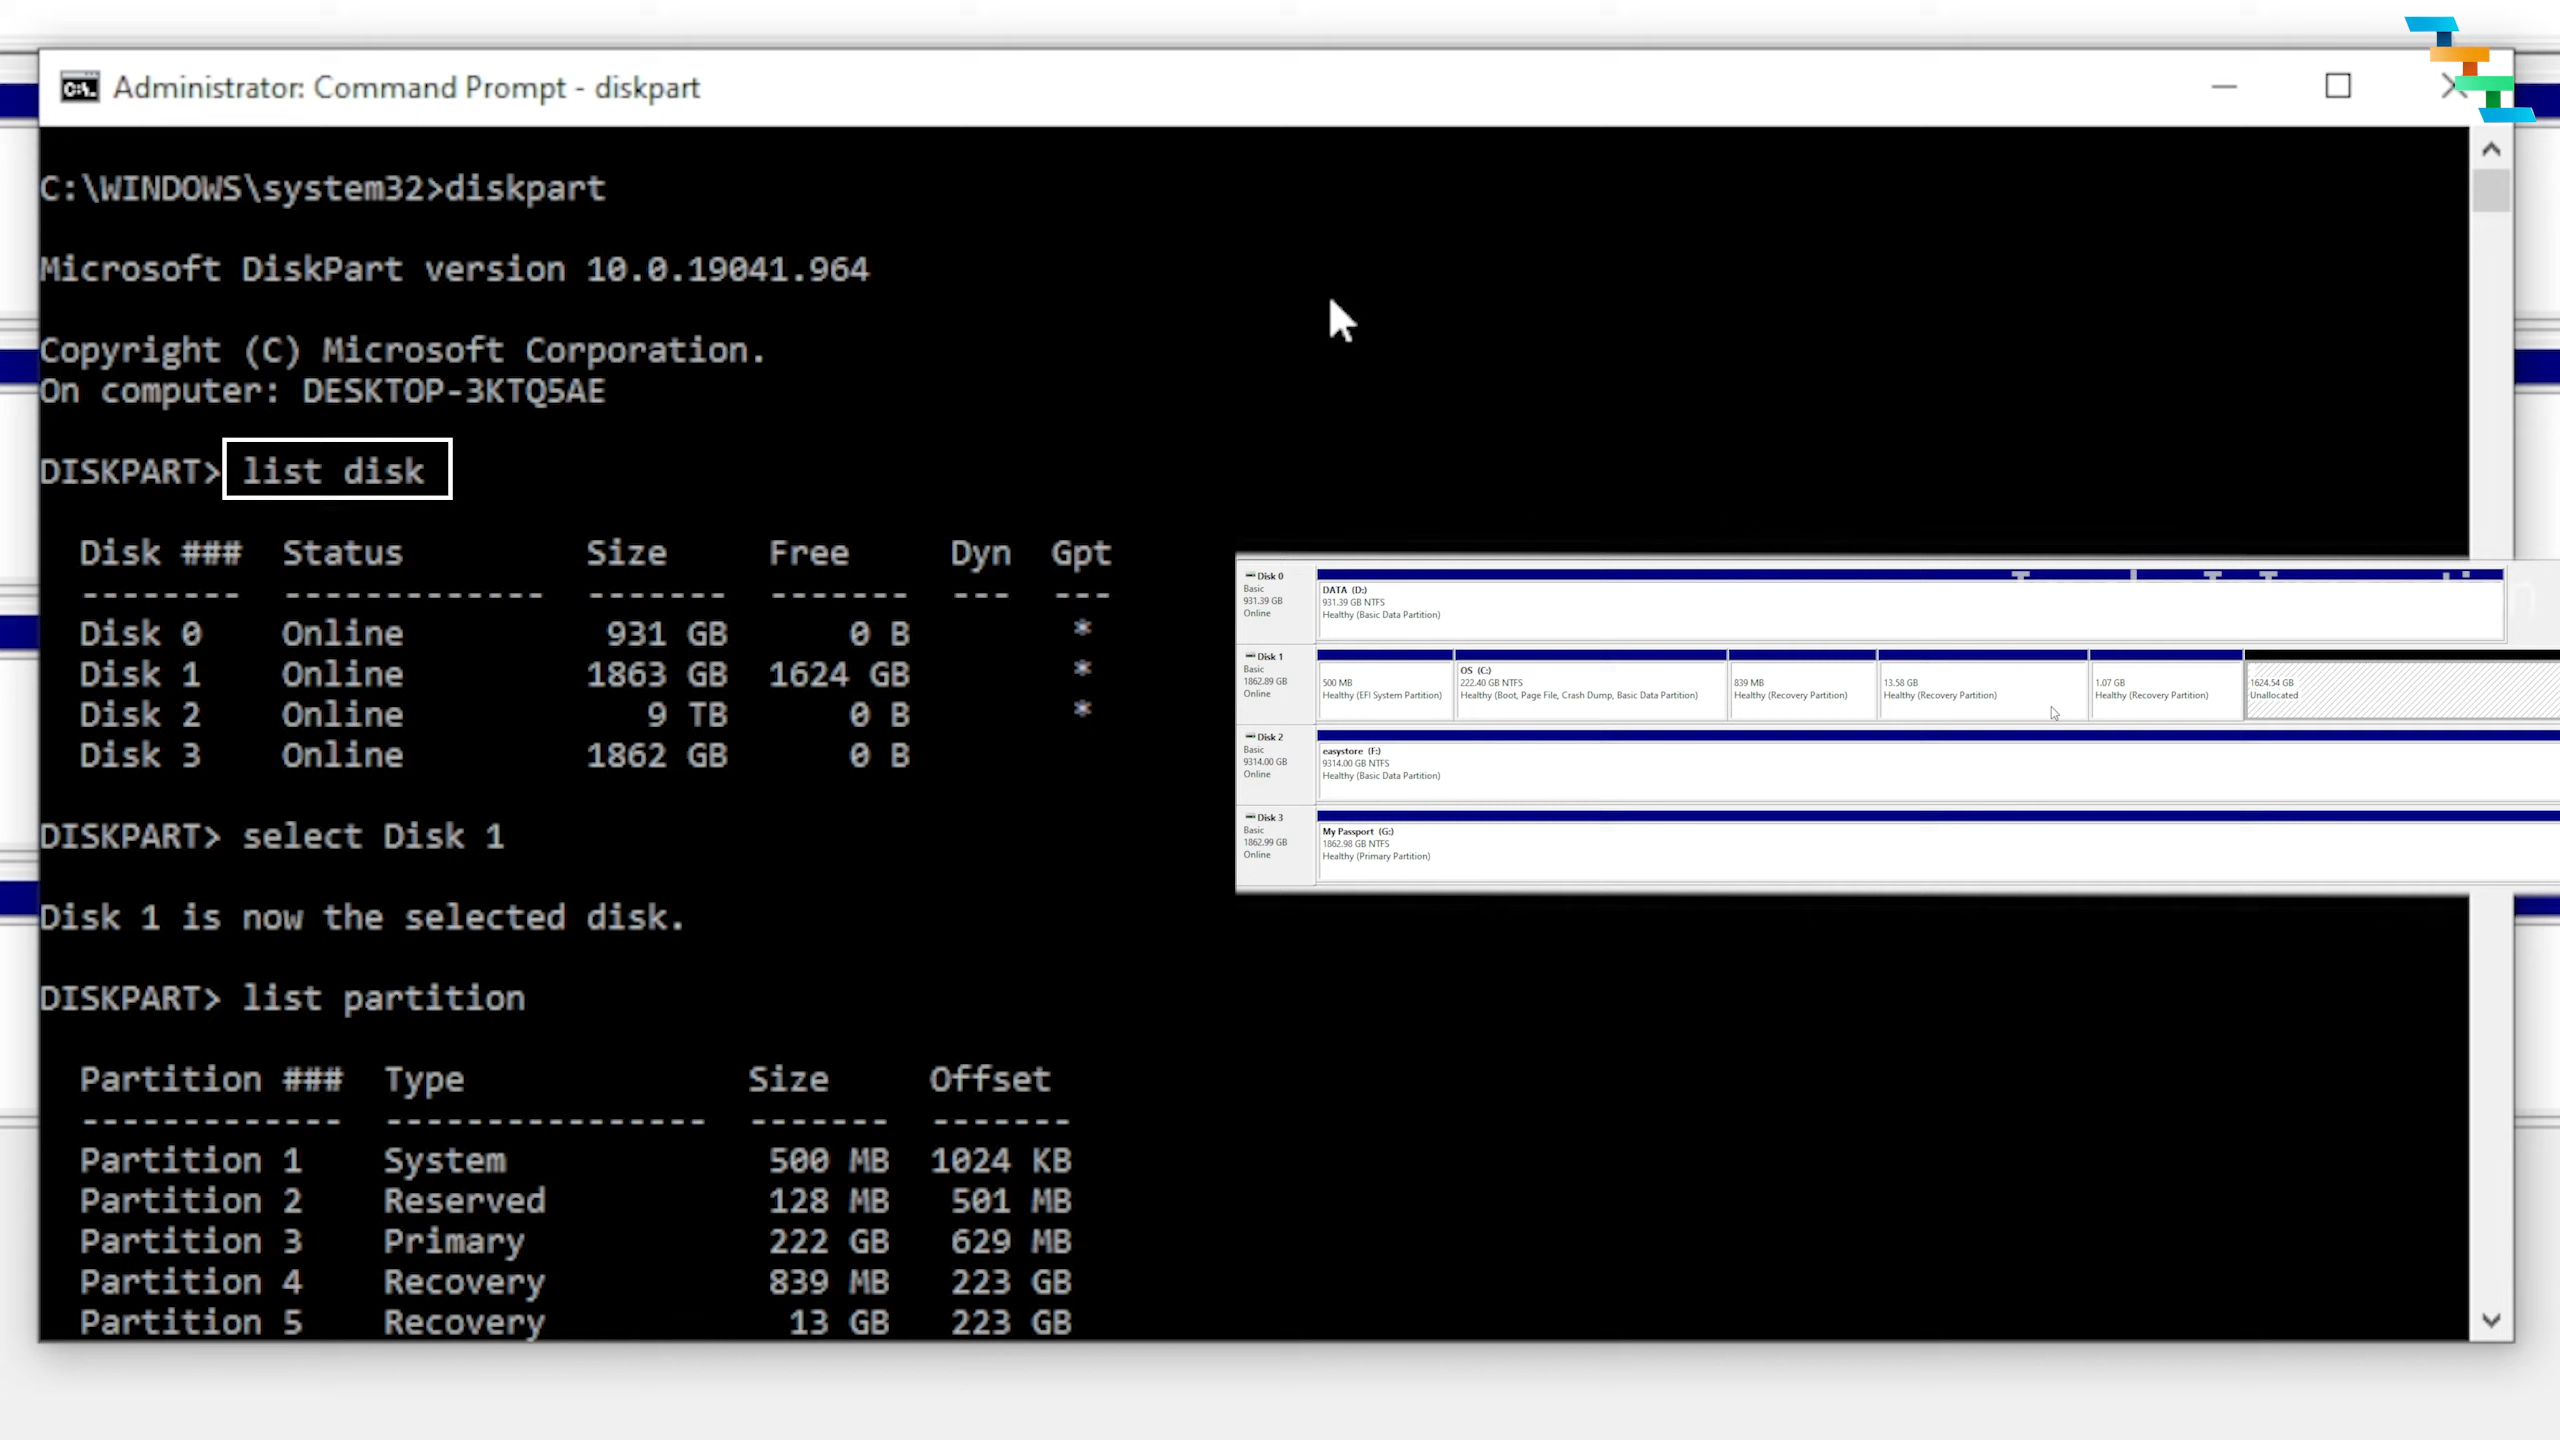 Administrator: Command Prompt - diskpart
C:\WINDOWS\system32>diskpart
Microsoft DiskPart version 10.0.19041.964
Copyright (C) Microsoft Corporation.
On computer: DESKTOP-3KTQ5AE
DISKPART> list disk
Disk ### Status Size Free Dyn Gpt
-------- ------------- ------- ------- --- ---
Disk 0 Online 931 GB 0 B *
Disk 1 Online 1863 GB 1624 GB *
Disk 2 Online 9 TB 0 B *
Disk 3 Online 1862 GB 0 B
DISKPART> select Disk 1
Disk 1 is now the selected disk.
DISKPART> list partition
Partition ### Type Size Offset
------------- ---------------- ------- -------
Partition 1 System 500 MB 1024 KB
Partition 2 Reserved 128 MB 501 MB
Partition 3 Primary 222 GB 629 MB
Partition 4 Recovery 839 MB 223 GB
Partition 5 Recovery 13 GB 223 GB
Disk 0
Basic
931.39 GB
Online
DATA (D:)
931.39 GB NTFS
Healthy (Basic Data Partition)
Disk 1
Basic
1862.89 GB
Online
500 MB
Healthy (EFI System Partition)
OS (C:)
222.40 GB NTFS
Healthy (Boot, Page File, Crash Dump, Basic Data Partition)
839 MB
Healthy (Recovery Partition)
13.58 GB
Healthy (Recovery Partition)
1.07 GB
Healthy (Recovery Partition)
1624.54 GB
Unallocated
Disk 2
Basic
9314.00 GB
Online
easystore (F:)
9314.00 GB NTFS
Healthy (Basic Data Partition)
Disk 3
Basic
1862.99 GB
Online
My Passport (G:)
1862.98 GB NTFS
Healthy (Primary Partition)